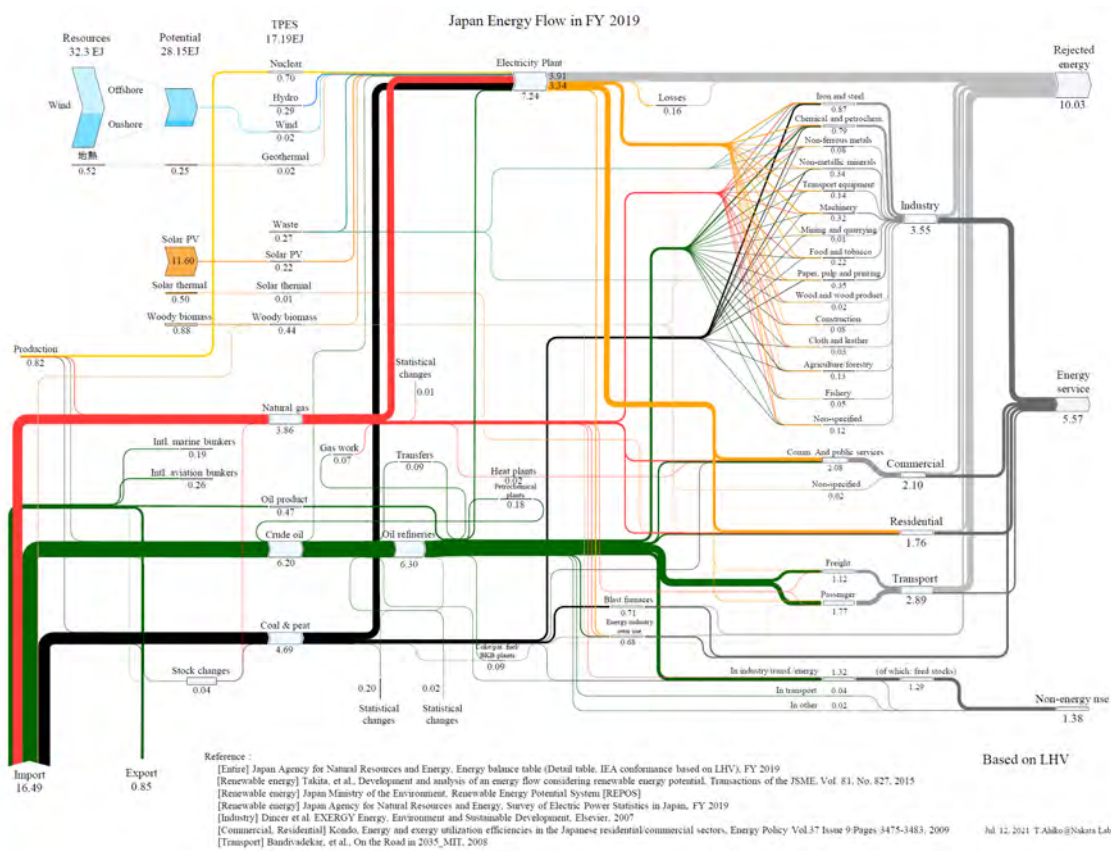 Japan Energy Flow in FY 2019
Resources
32.3 EJ
Potential
28.15EJ
TPES
17.19EJ
Nuclear
0.70
Hydro
0.29
Wind
0.02
Wind
Offshore
Onshore
地熱
0.52
0.25
Geothermal
0.02
Waste
0.27
Solar PV
11.60
Solar PV
0.22
Solar thermal
0.50
Solar thermal
0.01
Woody biomass
0.88
Woody biomass
0.44
Production
0.82
Electricity Plant
3.91
3.34
7.24
Losses
0.16
Rejected
energy
10.03
Iron and steel
0.87
Chemical and petrochem.
0.79
Non-ferrous metals
0.08
Non-metallic minerals
0.34
Transport equipment
0.14
Machinery
0.32
Mining and quarrying
0.01
Food and tobacco
0.22
Paper, pulp and printing
0.35
Wood and wood product
0.02
Construction
0.08
Cloth and leather
0.03
Agriculture/forestry
0.13
Fishery
0.05
Non-specified
0.12
Industry
3.55
Energy
service
5.57
Statistical
changes
0.01
Natural gas
3.86
Intl. marine bunkers
0.19
Intl. aviation bunkers
0.26
Gas work
0.07
Transfers
0.09
Heat plants
0.02
Petrochemical
plants
0.18
Oil product
0.47
Crude oil
6.20
Oil refineries
6.30
Comm. And public services
2.08
Non-specified
0.02
Commercial
2.10
Residential
1.76
Freight
1.12
Passenger
1.77
Transport
2.89
Coal & peat
4.69
Blast furnaces
0.71
Energy industry
own use
0.68
BKB plants
0.09
Stock changes
0.04
0.20
Statistical
changes
0.02
Statistical
changes
In industry/transf./energy
1.32
(of which: feed stocks)
1.29
In transport
0.04
In other
0.02
Non-energy use
1.38
Import
16.49
Export
0.85
Based on LHV
Reference :
[Entire] Japan Agency for Natural Resources and Energy, Energy balance table (Detail table, IEA conformance based on LHV), FY 2019
[Renewable energy] Takita, et al., Development and analysis of an energy flow considering renewable energy potential, Transactions of the JSME, Vol. 81, No. 827, 2015
[Renewable energy] Japan Ministry of the Environment, Renewable Energy Potential System [REPOS]
[Renewable energy] Japan Agency for Natural Resources and Energy, Survey of Electric Power Statistics in Japan, FY 2019
[Industry] Dincer et al. EXERGY Energy, Environment and Sustainable Development, Elsevier, 2007
[Commercial, Residential] Kondo, Energy and exergy utilization efficiencies in the Japanese residential/commercial sectors, Energy Policy Vol.37 Issue 9 Pages 3475-3483, 2009
[Transport] Bandivadekar, et al., On the Road in 2035_MIT, 2008
Jul. 12, 2021 T.Ahiko@Nakata Lab